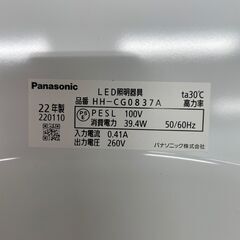 Panasonic
LED照明器具
ta30℃
品番 HH-CG0837A
高力率
22年製
220110
PS E
PESL 100V
消費電力 39.4W 50/60Hz
入力電流 0.41A
出力電圧 260V
パナソニック株式会社